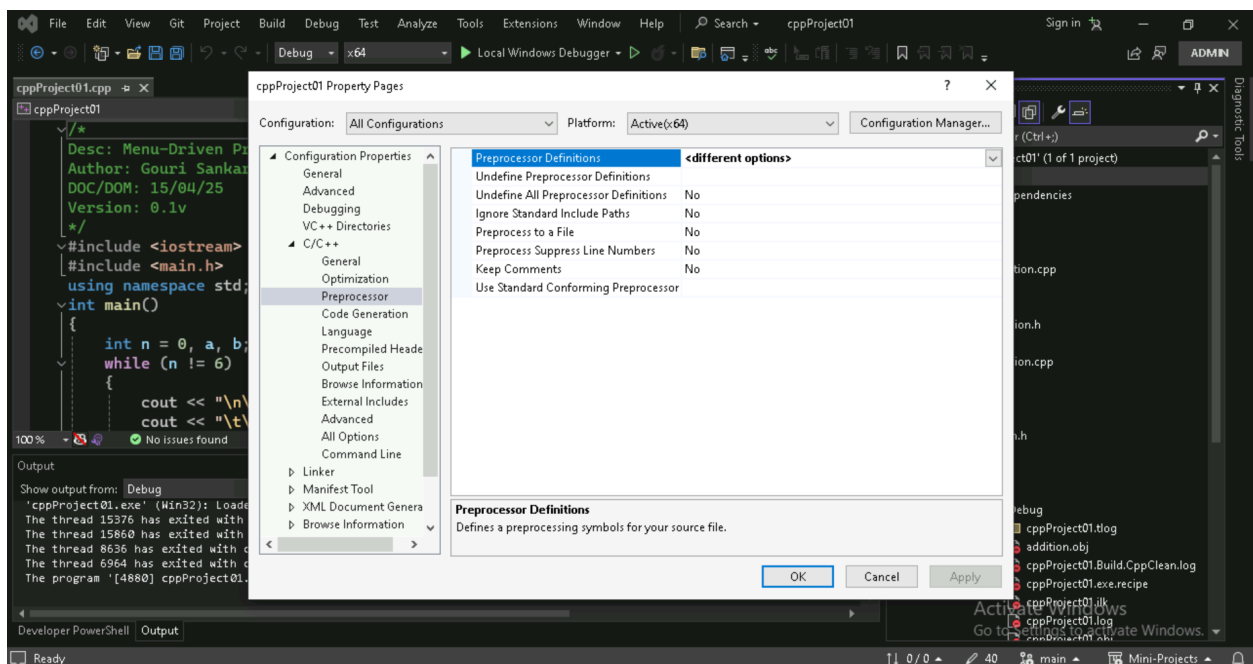 File Edit View Git Project Build Debug Test Analyze Tools Extensions Window Help Search cppProject01 Sign in
Debug x64 Local Windows Debugger ADMIN
cppProject01.cpp
cppProject01
/*
Desc: Menu-Driven Pr
Author: Gouri Sankar
DOC/DOM: 15/04/25
Version: 0.1v
*/
#include <iostream>
#include <main.h>
using namespace std;
int main()
{
int n = 0, a, b;
while (n != 6)
{
cout << "\n\
cout << "\t\
100 % No issues found
Output
Show output from: Debug
'cppProject01.exe' (Win32): Loade
The thread 15376 has exited with
The thread 15860 has exited with
The thread 8636 has exited with c
The thread 6964 has exited with c
The program '[4880] cppProject01.
Developer PowerShell Output
Ready
cppProject01 Property Pages ? 
Configuration: All Configurations Platform: Active(x64) Configuration Manager...
Configuration Properties
General
Advanced
Debugging
VC++ Directories
C/C++
General
Optimization
Preprocessor
Code Generation
Language
Precompiled Heade
Output Files
Browse Information
External Includes
Advanced
All Options
Command Line
Linker
Manifest Tool
XML Document Genera
Browse Information
Preprocessor Definitions <different options>
Undefine Preprocessor Definitions
Undefine All Preprocessor Definitions No
Ignore Standard Include Paths No
Preprocess to a File No
Preprocess Suppress Line Numbers No
Keep Comments No
Use Standard Conforming Preprocessor
Preprocessor Definitions
Defines a preprocessing symbols for your source file.
OK Cancel Apply
r (Ctrl+;)
ct01' (1 of 1 project)
pendencies
tion.cpp
ion.h
tion.cpp
n.h
ebug
cppProject01.tlog
addition.obj
cppProject01.Build.CppClean.log
cppProject01.exe.recipe
cppProject01.ilk
cppProject01.log
cppProject01.obj
Activate Windows
Go to Settings to activate Windows.
Diagnostic Tools
0 / 0 40 main Mini-Projects